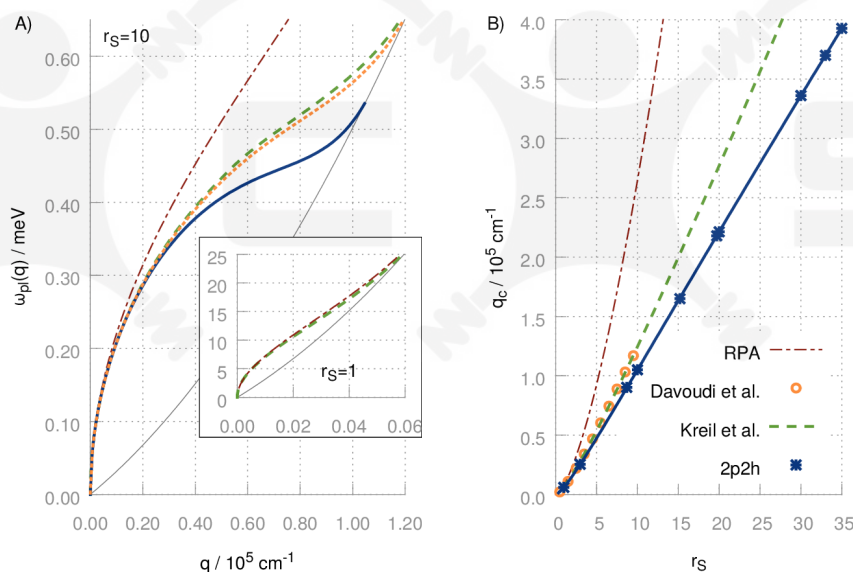 A)
r_S=10
0.60
0.50
0.40
0.30
0.20
0.10
0.00
ω_pl(q) / meV
0.00 0.20 0.40 0.60 0.80 1.00 1.20
q / 10^5 cm^-1
25
20
15
10
5
0
r_S=1
0.00 0.02 0.04 0.06
B)
4.0
3.5
3.0
2.5
2.0
1.5
1.0
0.5
0.0
q_c / 10^5 cm^-1
RPA
Davoudi et al.
Kreil et al.
2p2h
0 5 10 15 20 25 30 35
r_S